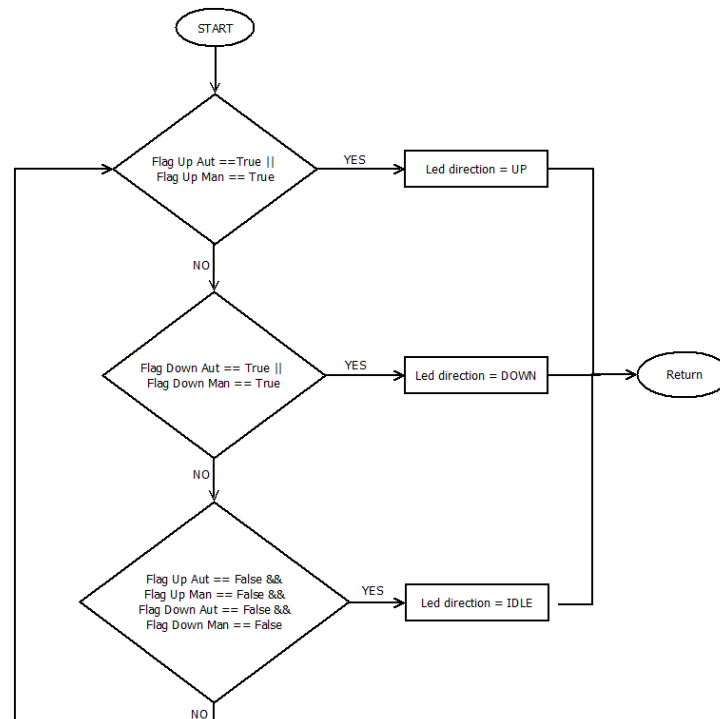 START
Flag Up Aut ==True ||
Flag Up Man == True
YES
Led direction = UP
NO
Flag Down Aut == True ||
Flag Down Man == True
YES
Led direction = DOWN
Return
NO
Flag Up Aut == False &&
Flag Up Man == False &&
Flag Down Aut == False &&
Flag Down Man == False
YES
Led direction = IDLE
NO